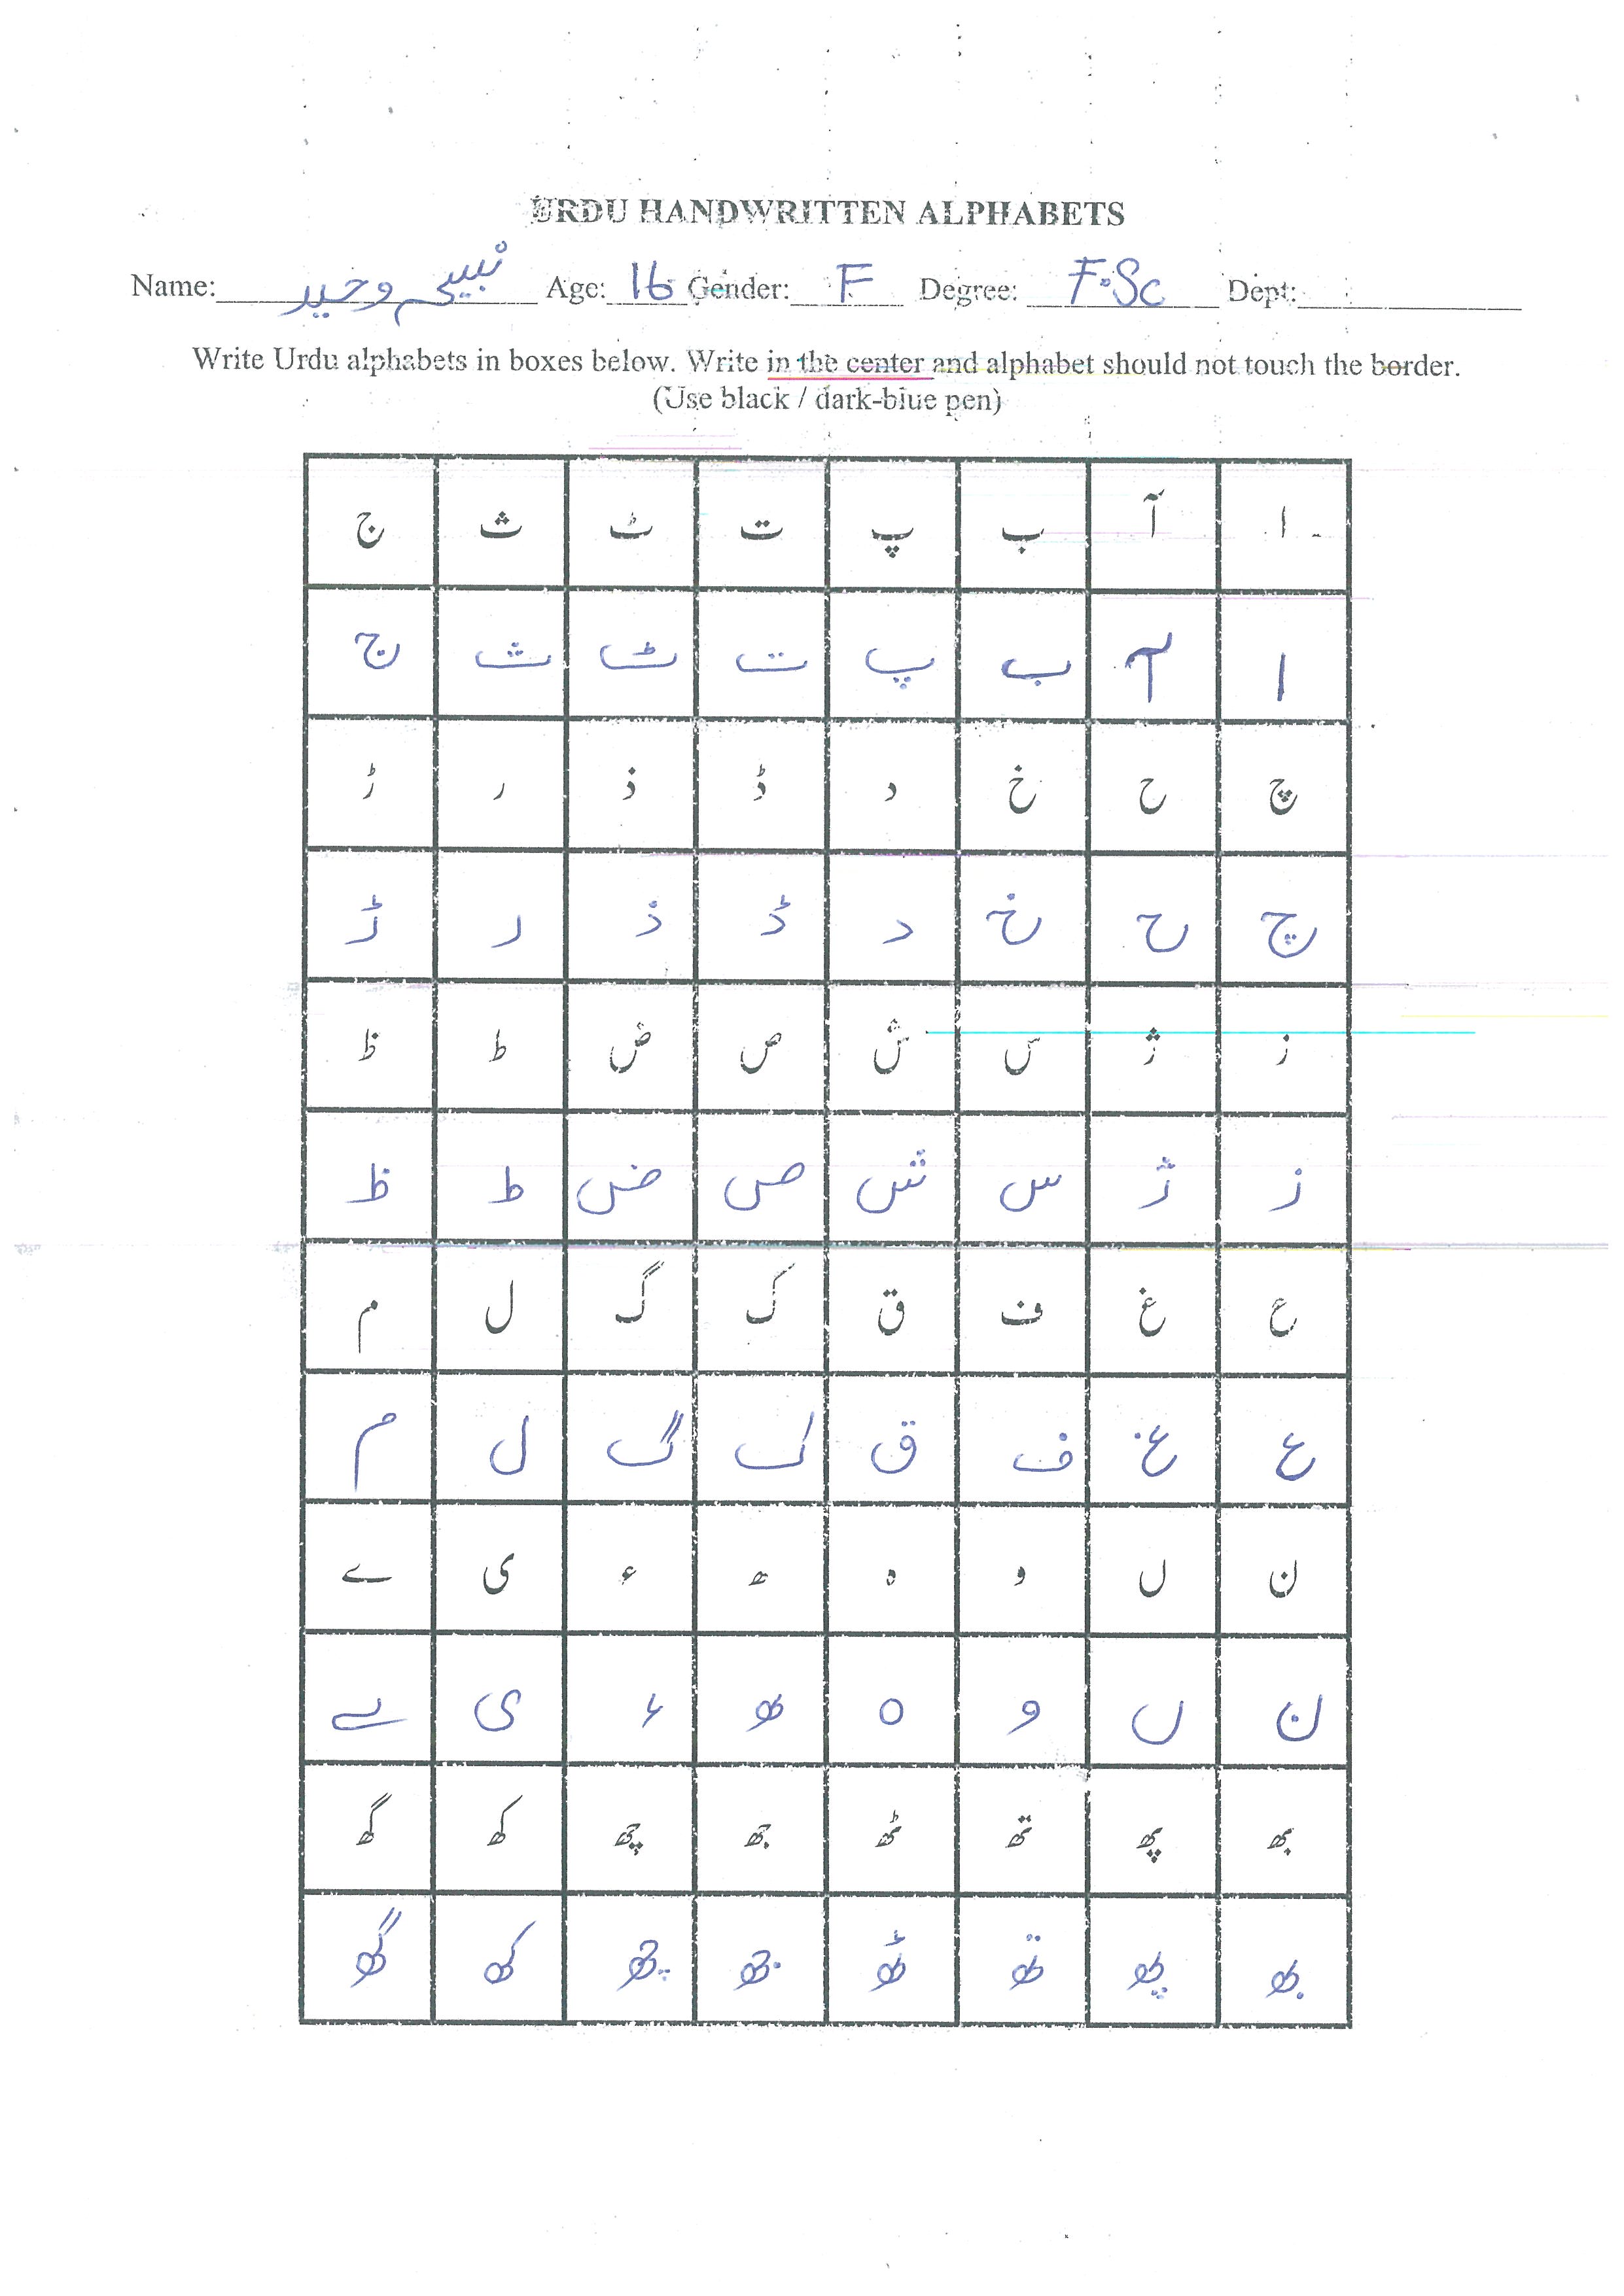 URDU HANDWRITTEN ALPHABETS
Name: وحید Age: 16 Gender: F Degree: F.Sc Dept:
Write Urdu alphabets in boxes below. Write in the center and alphabet should not touch the border.
(Use black / dark-blue pen)
ا آ ب پ ت ٹ ث ج
ا آ ب پ ت ٹ ث ج
چ ح خ د ڈ ذ ر ڑ
چ ح خ د ڈ ذ ر ڑ
ز ژ س ش ص ض ط ظ
ز ژ س ش ص ض ط ظ
ع غ ف ق ک گ ل م
ع غ ف ق ک گ ل م
ن ں و ہ ھ ء ی ے
ن ں و ہ ھ ء ی ے
بھ پھ تھ ٹھ جھ چھ کھ گھ
بھ پھ تھ ٹھ جھ چھ کھ گھ